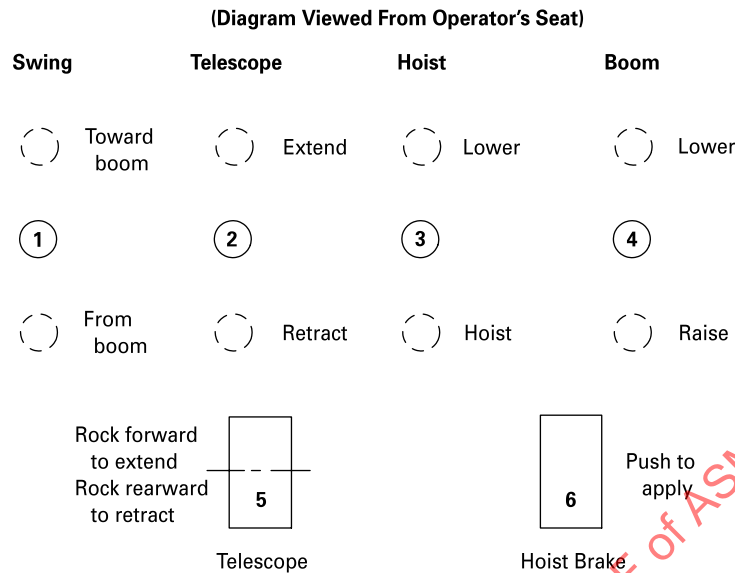 (Diagram Viewed From Operator's Seat)
Swing Telescope Hoist Boom
Toward
boom
Extend
Lower
Lower
1 2 3 4
From
boom
Retract
Hoist
Raise
Rock forward
to extend
Rock rearward
to retract
5
6
Push to
apply
Telescope
Hoist Brake
of ASM